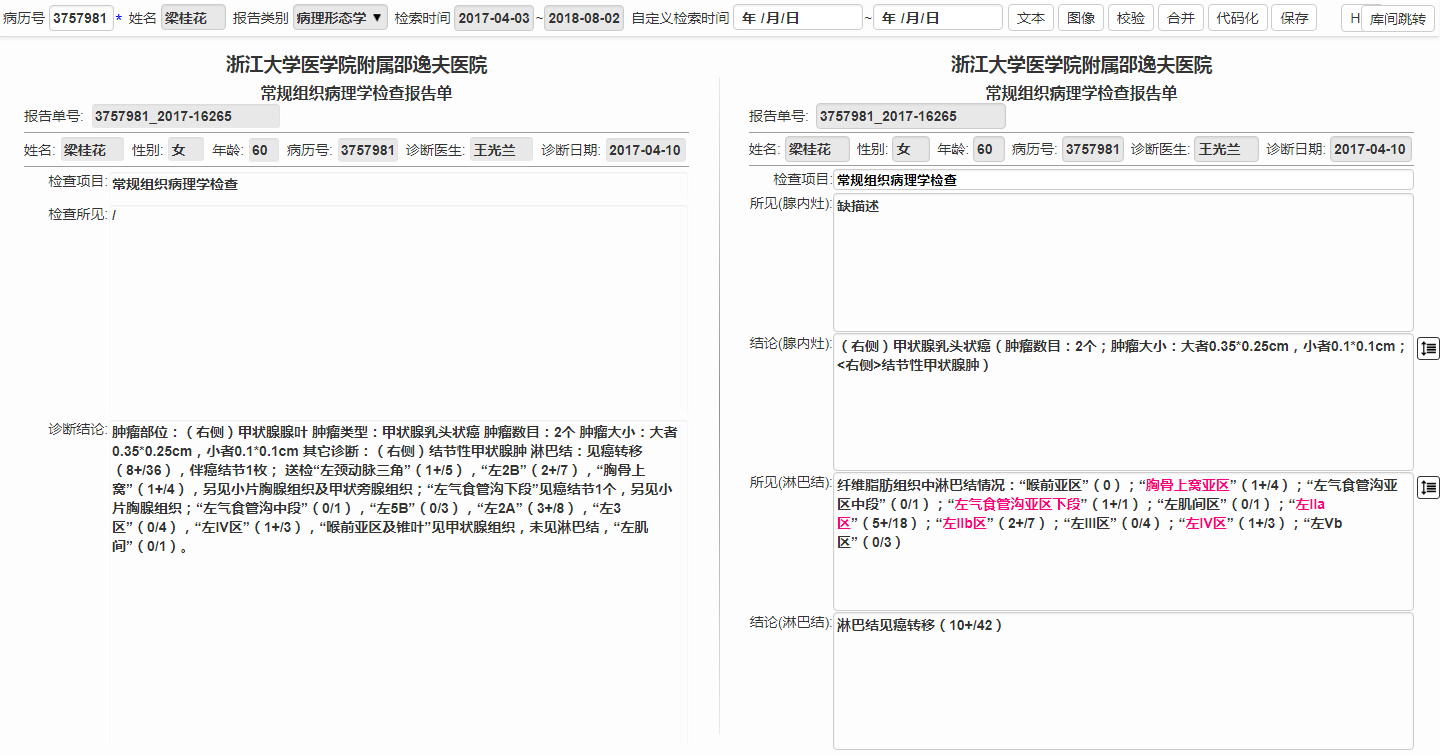 病历号 3757981 * 姓名 梁桂花 报告类别 病理形态学 ▼ 检索时间 2017-04-03 ~ 2018-08-02 自定义检索时间 年 /月/日 ~ 年 /月/日 文本 图像 校验 合并 代码化 保存 H 库间跳转
浙江大学医学院附属邵逸夫医院
常规组织病理学检查报告单
报告单号: 3757981_2017-16265
姓名: 梁桂花 性别: 女 年龄: 60 病历号: 3757981 诊断医生: 王光兰 诊断日期: 2017-04-10
检查项目: 常规组织病理学检查
检查所见: /
诊断结论: 肿瘤部位：（右侧）甲状腺腺叶 肿瘤类型：甲状腺乳头状癌 肿瘤数目：2个 肿瘤大小：大者
0.35*0.25cm，小者0.1*0.1cm 其它诊断：（右侧）结节性甲状腺肿 淋巴结：见癌转移
（8+/36），伴癌结节1枚； 送检“左颈动脉三角”（1+/5），“左2B”（2+/7），“胸骨上
窝”（1+/4），另见小片胸腺组织及甲状旁腺组织；“左气食管沟下段”见癌结节1个，另见小
片胸腺组织；“左气食管沟中段”（0/1），“左5B”（0/3），“左2A”（3+/8），“左3
区”（0/4），“左IV区”（1+/3），“喉前亚区及锥叶”见甲状腺组织，未见淋巴结，“左肌
间”（0/1）。
浙江大学医学院附属邵逸夫医院
常规组织病理学检查报告单
报告单号: 3757981_2017-16265
姓名: 梁桂花 性别: 女 年龄: 60 病历号: 3757981 诊断医生: 王光兰 诊断日期: 2017-04-10
检查项目: 常规组织病理学检查
所见(腺内灶): 缺描述
结论(腺内灶): （右侧）甲状腺乳头状癌（肿瘤数目：2个；肿瘤大小：大者0.35*0.25cm，小者0.1*0.1cm；
<右侧>结节性甲状腺肿）
所见(淋巴结): 纤维脂肪组织中淋巴结情况：“喉前亚区”（0）；“胸骨上窝亚区”（1+/4）；“左气食管沟亚
区中段”（0/1）；“左气食管沟亚区下段”（1+/1）；“左肌间区”（0/1）；“左IIa
区”（5+/18）；“左IIb区”（2+/7）；“左III区”（0/4）；“左IV区”（1+/3）；“左Vb
区”（0/3）
结论(淋巴结): 淋巴结见癌转移（10+/42）